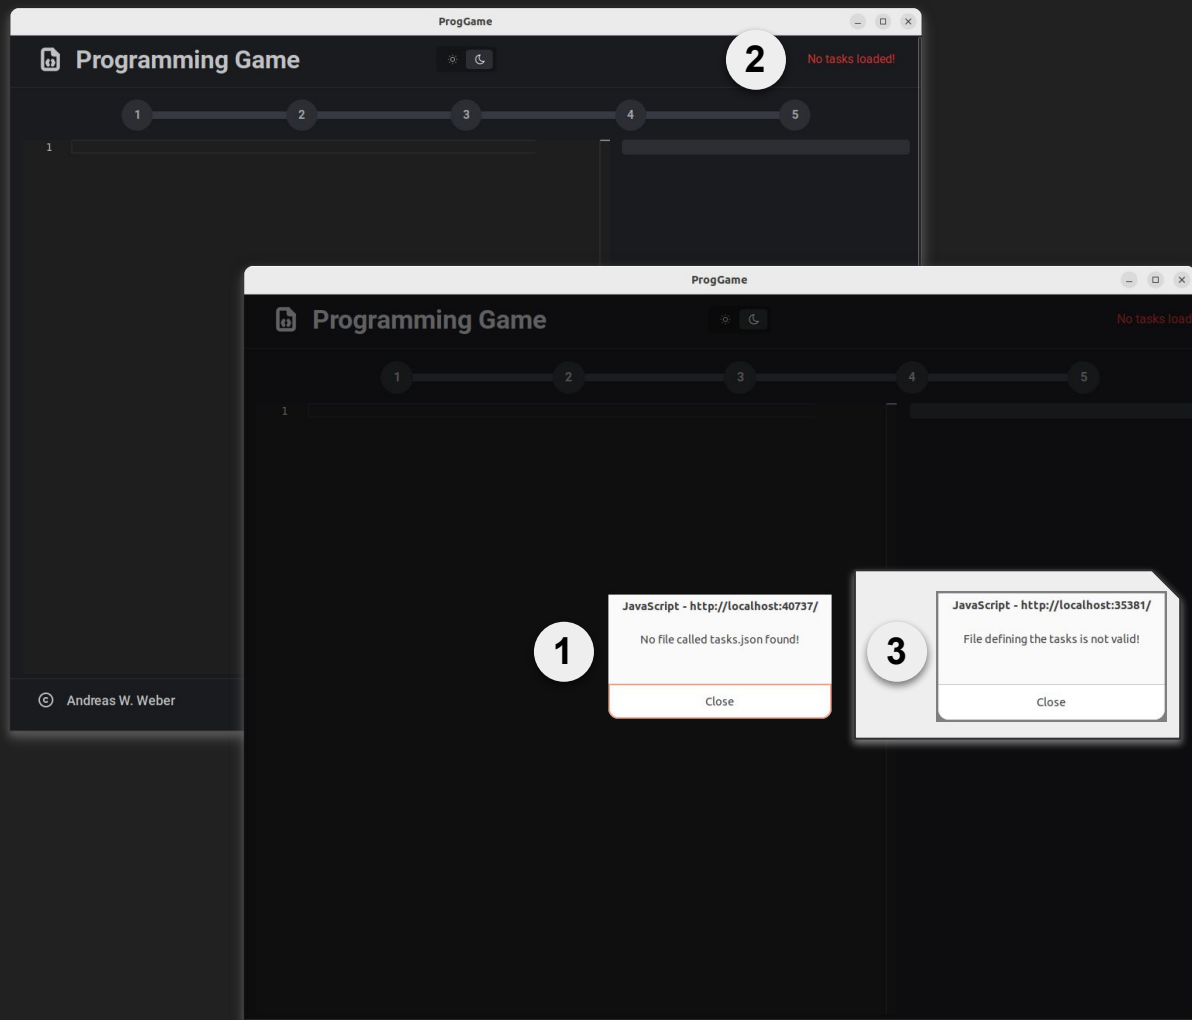 ProgGame
Programming Game
2
No tasks loaded!
1 2 3 4 5
1
ProgGame
Programming Game
No tasks load
1 2 3 4 5
1
JavaScript - http://localhost:40737/
No file called tasks.json found!
Close
1
JavaScript - http://localhost:35381/
File defining the tasks is not valid!
Close
3
© Andreas W. Weber